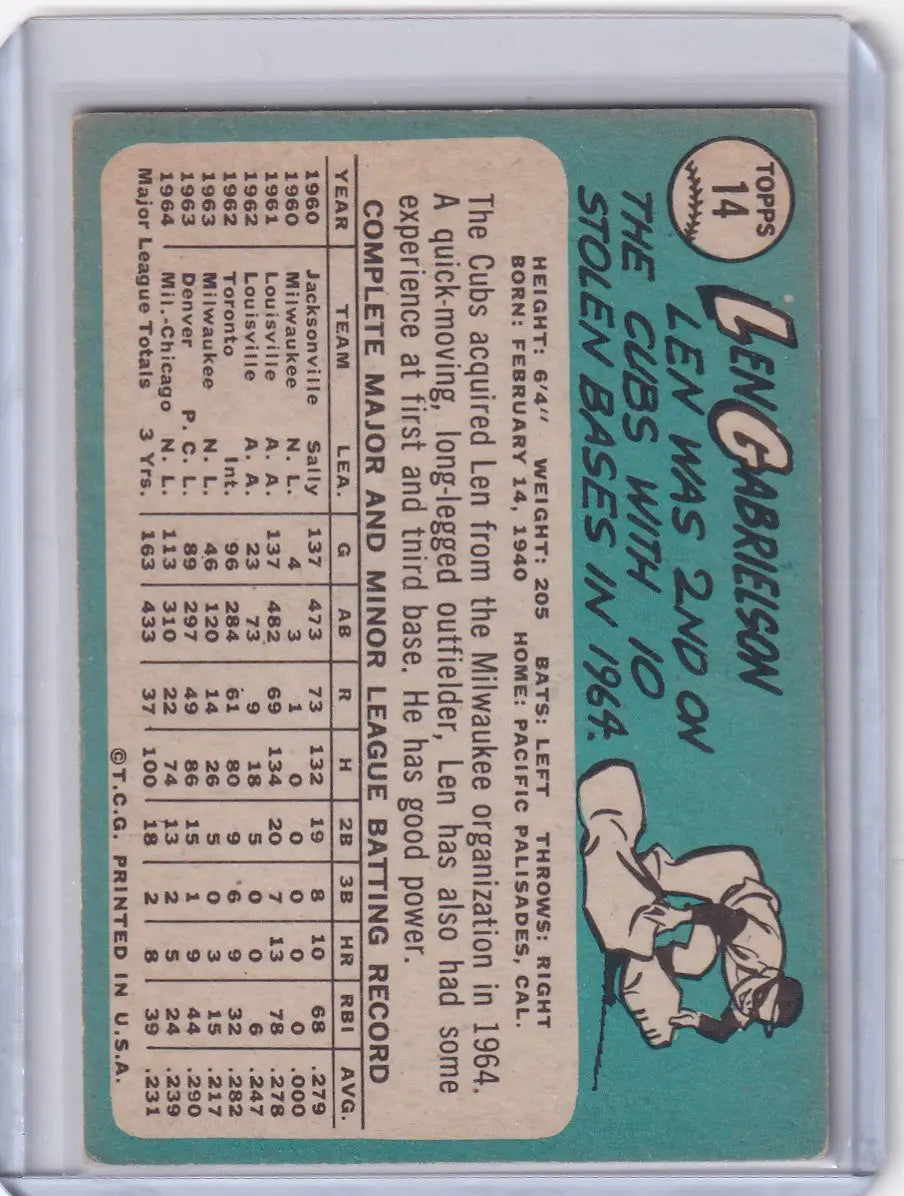 TOPPS
14
LEN GABRIELSON
LEN WAS 2ND ON
THE CUBS WITH 10
STOLEN BASES IN 1964.
HEIGHT: 6'4" WEIGHT: 205 BATS: LEFT THROWS: RIGHT
BORN: FEBRUARY 14, 1940 HOME: PACIFIC PALISADES, CAL.
The Cubs acquired Len from the Milwaukee organization in 1964.
A quick-moving, long-legged outfielder, Len has also had some
experience at first and third base. He has good power.
COMPLETE MAJOR AND MINOR LEAGUE BATTING RECORD
YEAR TEAM LEA. G AB R H 2B 3B HR RBI AVG.
1960 Jacksonville Sally 137 473 73 132 19 8 10 68 .279
1960 Milwaukee N. L. 4 3 1 0 0 0 0 0 .000
1961 Louisville A. A. 137 482 69 134 20 7 13 78 .278
1962 Louisville A. A. 23 73 9 18 5 0 0 6 .247
1962 Toronto Int. 96 284 61 80 9 6 9 32 .282
1963 Milwaukee N. L. 46 120 14 26 5 0 3 15 .217
1963 Denver P. C. L. 89 297 49 86 15 1 9 44 .290
1964 Mil.-Chicago N. L. 113 310 22 74 13 2 5 24 .239
Major League Totals 3 Yrs. 163 433 37 100 18 2 8 39 .231
©T.C.G. PRINTED IN U.S.A.